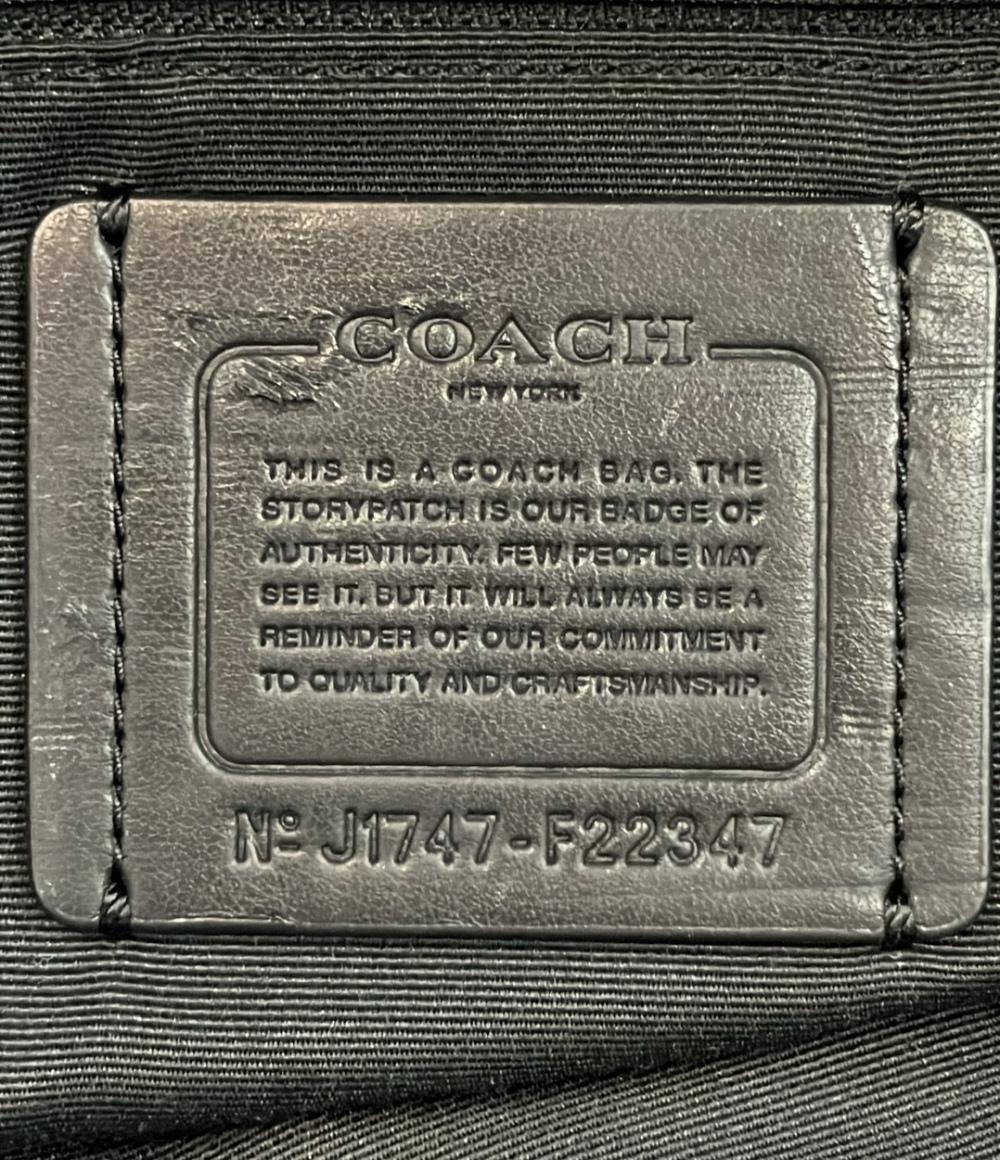 COACH
NEW YORK
THIS IS A COACH BAG. THE
STORYPATCH IS OUR BADGE OF
AUTHENTICITY. FEW PEOPLE MAY
SEE IT. BUT IT WILL ALWAYS BE A
REMINDER OF OUR COMMITMENT
TO QUALITY AND CRAFTSMANSHIP.
Nº J1747-F22347